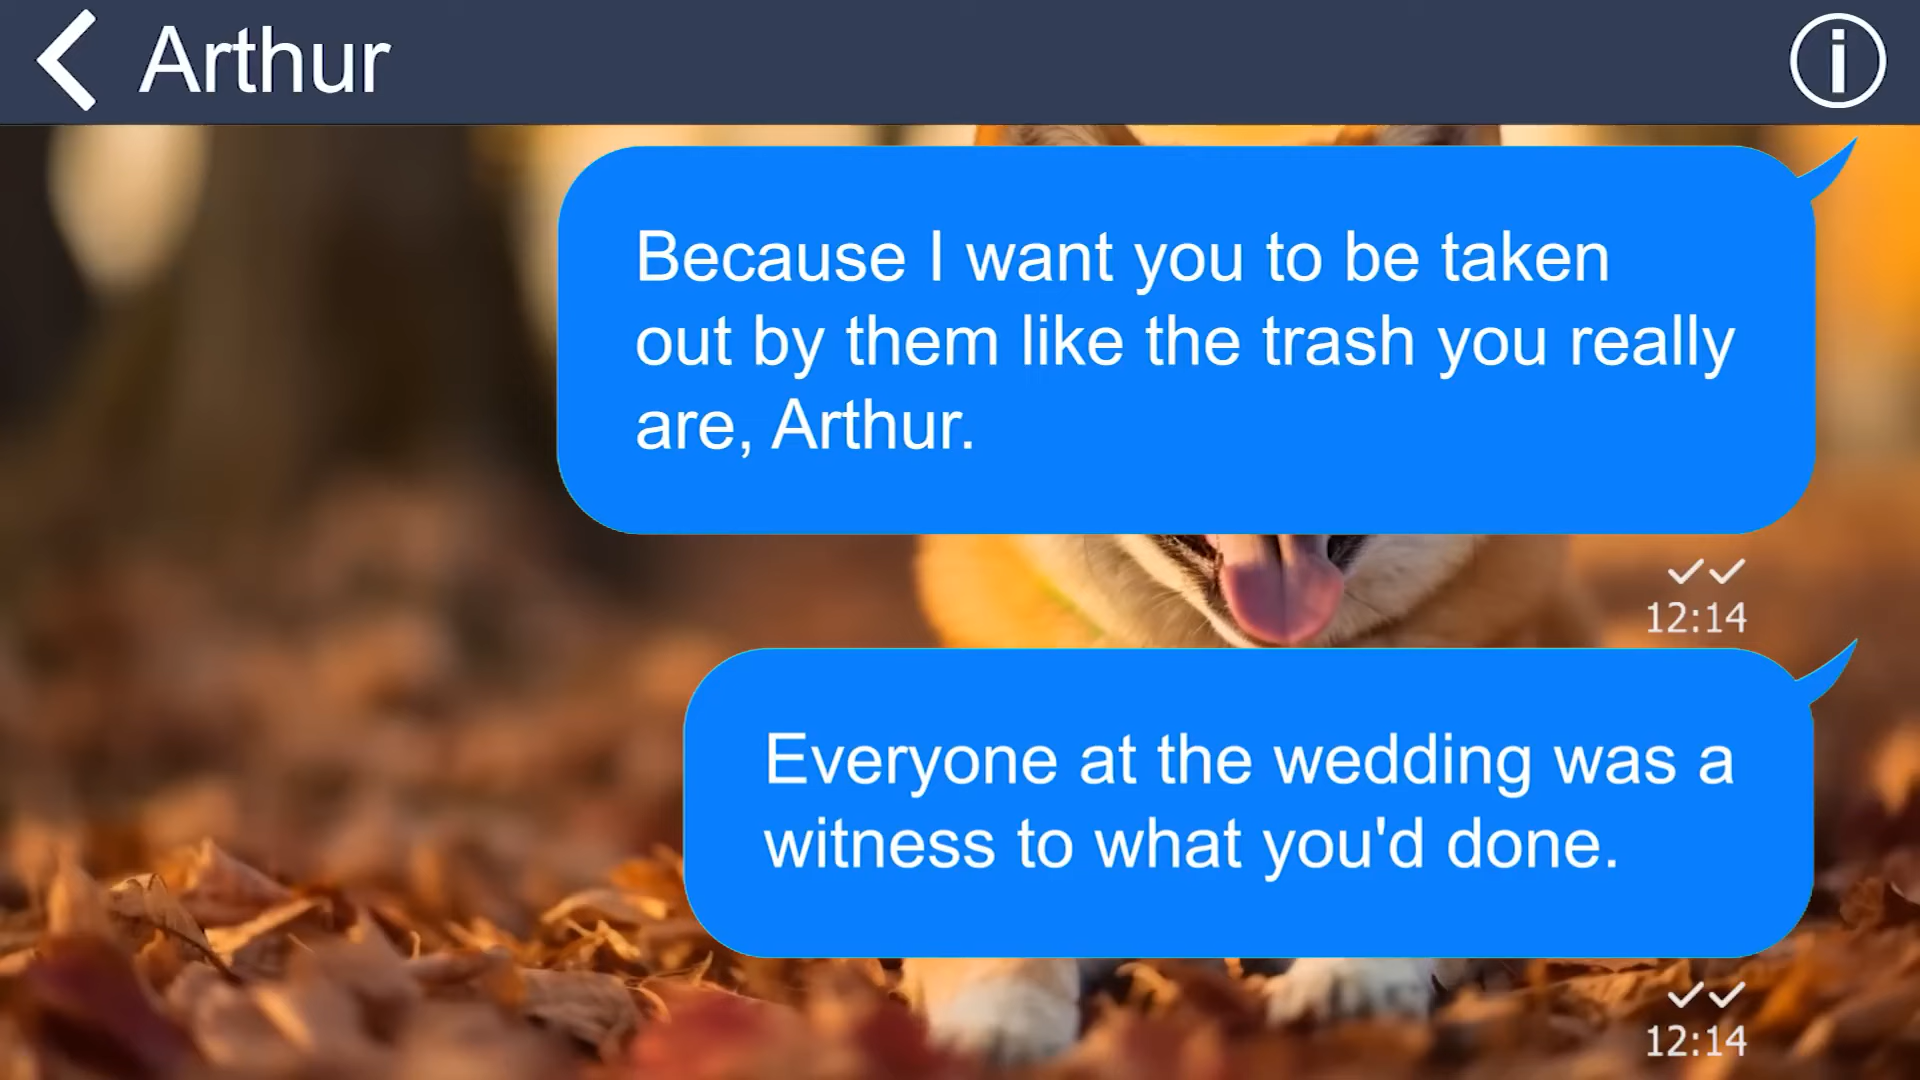 Arthur
Because I want you to be taken
out by them like the trash you really
are, Arthur.
12:14
Everyone at the wedding was a
witness to what you'd done.
12:14